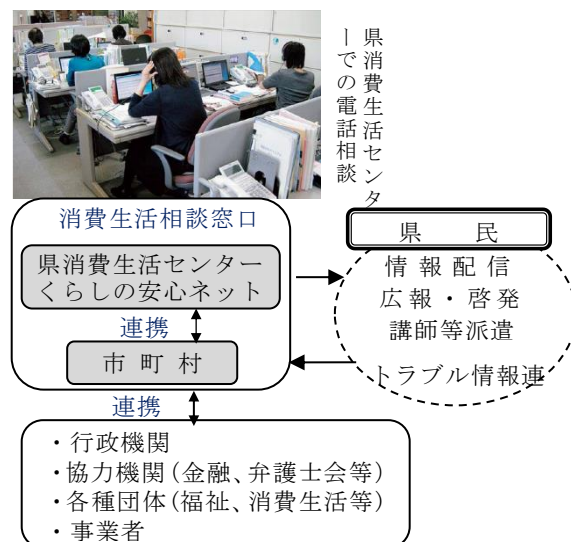 県消費生活センタ
ーでの電話相談
消費生活相談窓口
県消費生活センター
くらしの安心ネット
連携
市町村
連携
・行政機関
・協力機関（金融、弁護士会等）
・各種団体（福祉、消費生活等）
・事業者
県　民
情報配信
広報・啓発
講師等派遣
トラブル情報連